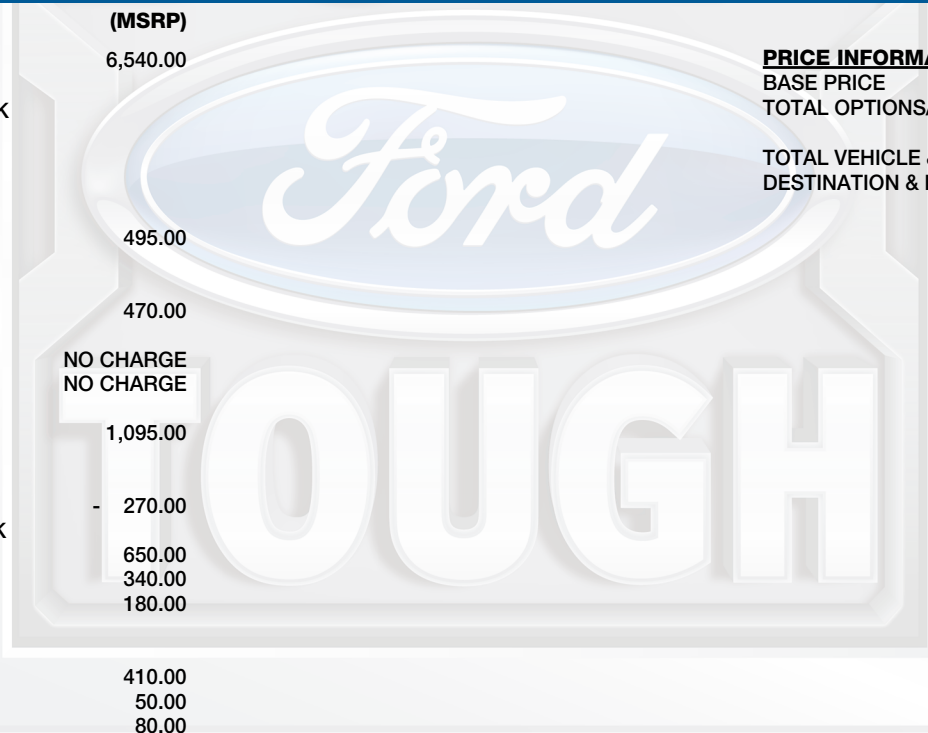 (MSRP)
6,540.00
K
495.00
470.00
NO CHARGE
NO CHARGE
1,095.00
- 270.00
K
650.00
340.00
180.00
410.00
50.00
80.00
PRICE INFORMA
BASE PRICE
TOTAL OPTIONS
TOTAL VEHICLE &
DESTINATION &
Ford
TOUGH